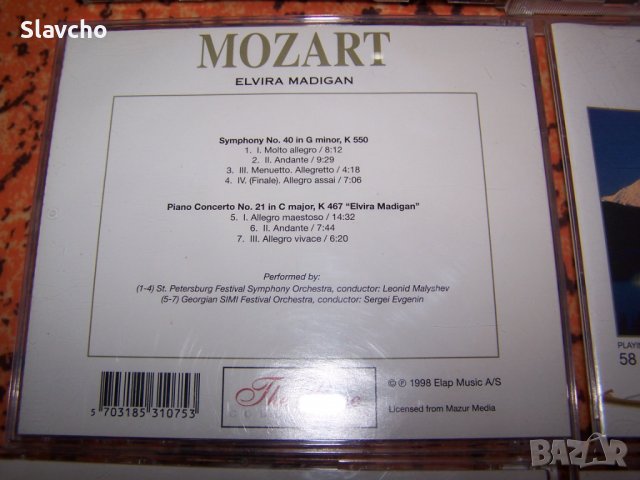 Slavcho
MOZART
ELVIRA MADIGAN
Symphony No. 40 in G minor, K 550
1. I. Molto allegro / 8:12
2. II. Andante / 9:29
3. III. Menuetto. Allegretto / 4:18
4. IV. (Finale). Allegro assai / 7:06
Piano Concerto No. 21 in C major, K 467 "Elvira Madigan"
5. I. Allegro maestoso / 14:32
6. II. Andante / 7:44
7. III. Allegro vivace / 6:20
Performed by:
(1-4) St. Petersburg Festival Symphony Orchestra, conductor: Leonid Malyshev
(5-7) Georgian SIMI Festival Orchestra, conductor: Sergei Evgenin
5 703185 310753
© ℗ 1998 Elap Music A/S
Licensed from Mazur Media
58
BAZAR
bg